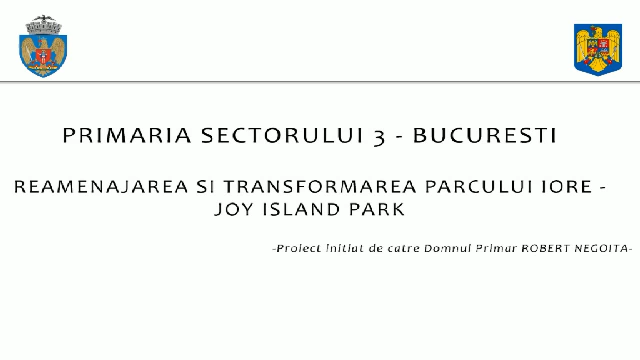 PRIMARIA SECTORULUI 3 - BUCURESTI
REAMENAJAREA SI TRANSFORMAREA PARCULUI IORE -
JOY ISLAND PARK
-Proiect initiat de catre Domnul Primar ROBERT NEGOITA-